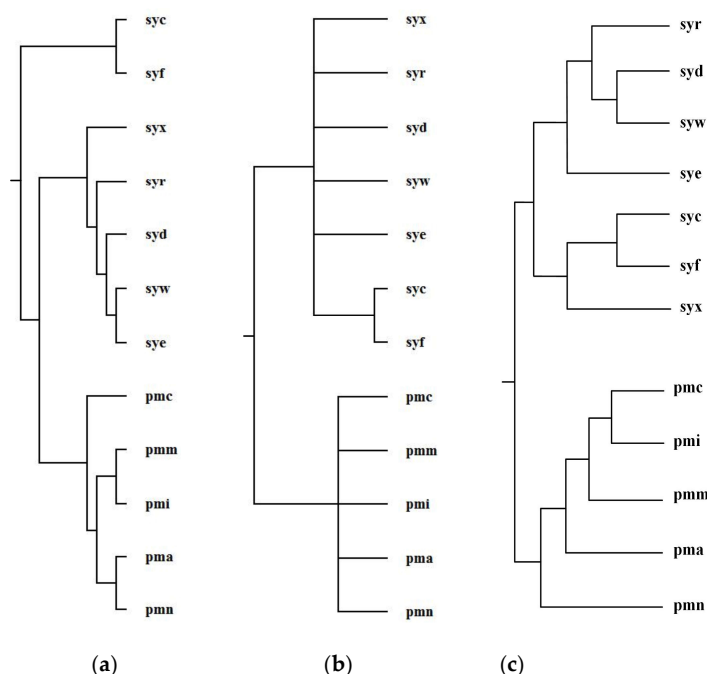 syc
syf
syx
syr
syd
syw
sye
pmc
pmm
pmi
pma
pmn
(a)
syx
syr
syd
syw
sye
syc
syf
pmc
pmm
pmi
pma
pmn
(b)
syr
syd
syw
sye
syc
syf
syx
pmc
pmi
pmm
pma
pmn
(c)